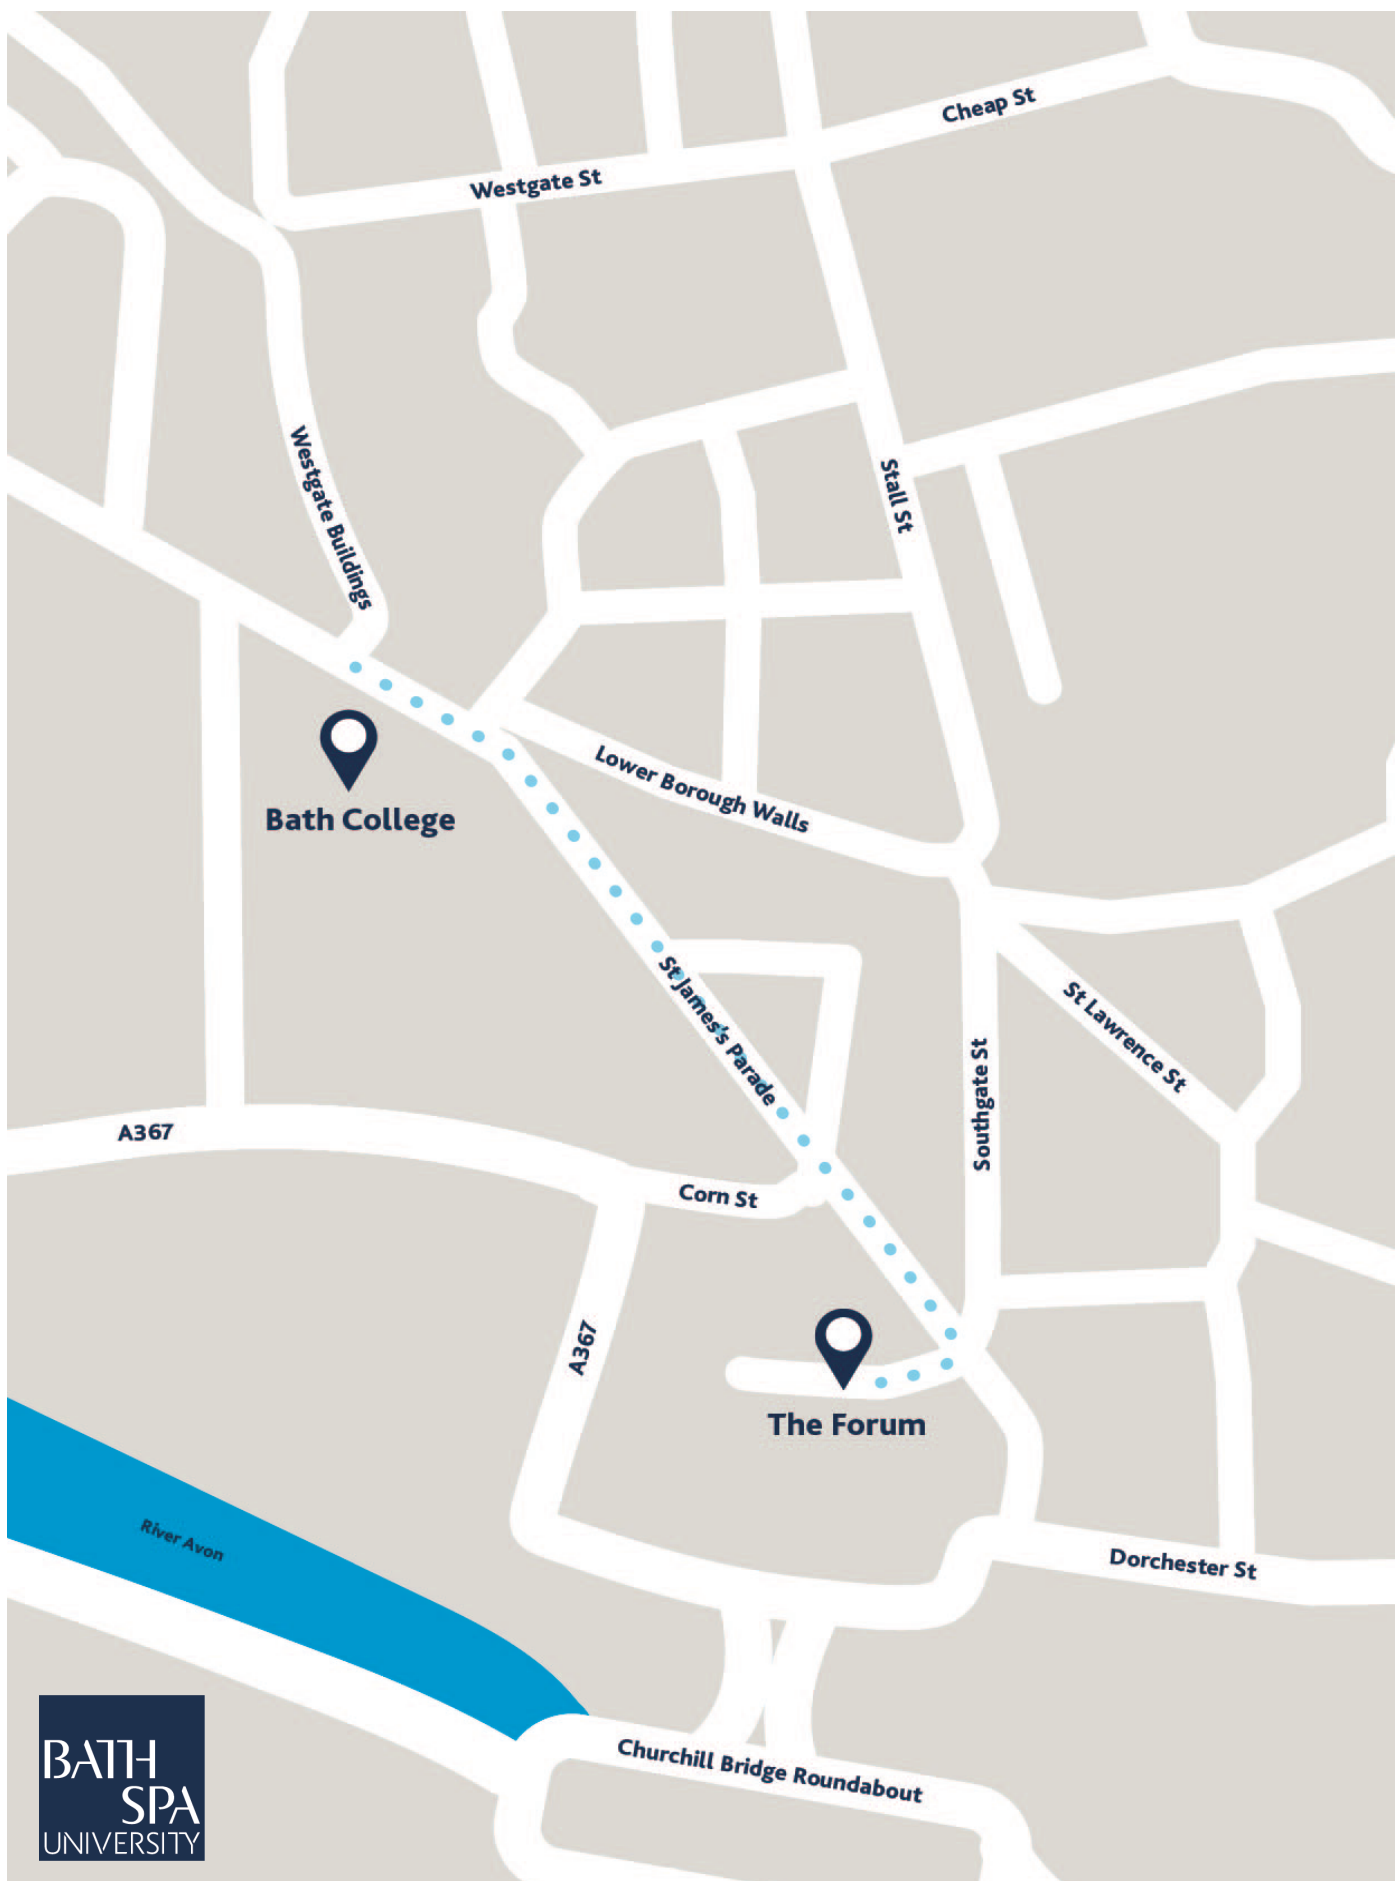 Cheap St
Westgate St
Westgate Buildings
Stall St
Lower Borough Walls
Bath College
St James's Parade
St Lawrence St
Southgate St
A367
Corn St
A367
The Forum
River Avon
Dorchester St
Churchill Bridge Roundabout
BATH
SPA
UNIVERSITY